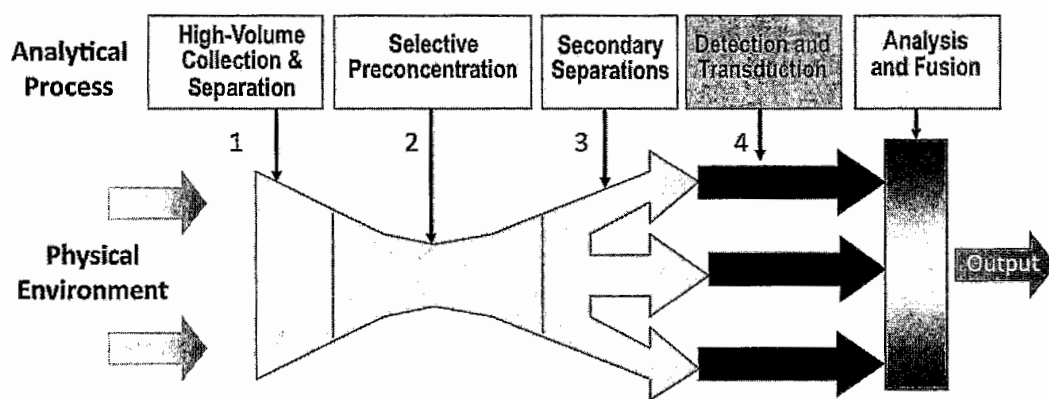 Analytical
Process
High-Volume
Collection &
Separation
Selective
Preconcentration
Secondary
Separations
Detection and
Transduction
Analysis
and Fusion
1
2
3
4
Physical
Environment
Output